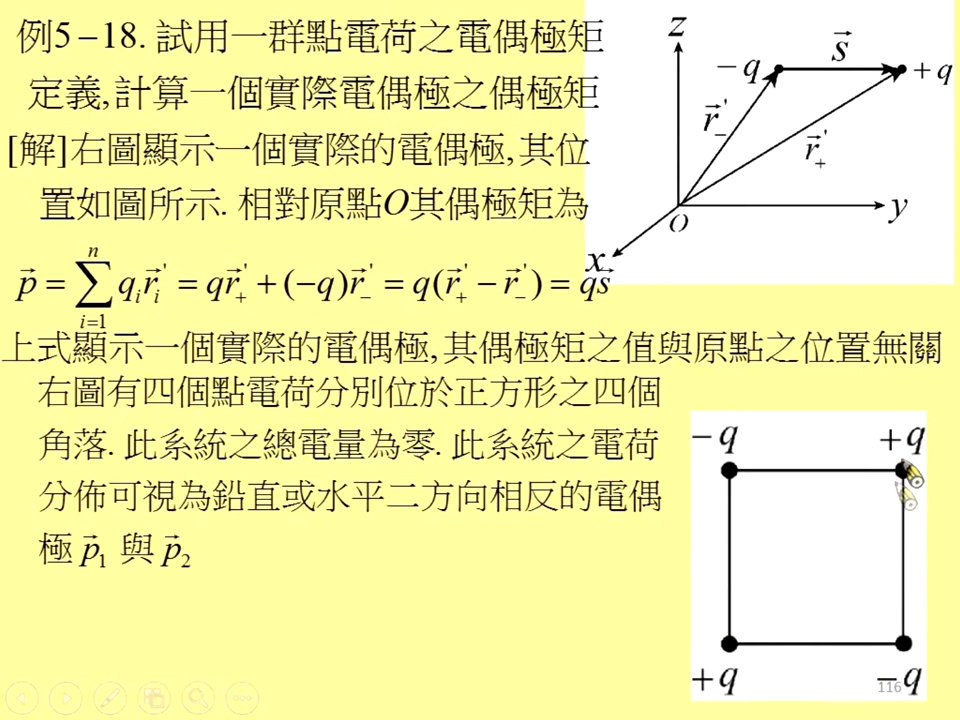 例5－18. 試用一群點電荷之電偶極矩
定義,計算一個實際電偶極之偶極矩
[解]右圖顯示一個實際的電偶極,其位
置如圖所示. 相對原點O其偶極矩為
z
－q
s⃗
＋q
r⃗₋'
r⃗₊'
O
y
x
p⃗ = ∑ᵢ₌₁ⁿ qᵢr⃗ᵢ' = qr⃗₊' + (−q)r⃗₋' = q(r⃗₊' − r⃗₋') = qs⃗
上式顯示一個實際的電偶極,其偶極矩之值與原點之位置無關
右圖有四個點電荷分別位於正方形之四個
角落. 此系統之總電量為零. 此系統之電荷
分佈可視為鉛直或水平二方向相反的電偶
極 p⃗₁ 與 p⃗₂
－q
＋q
＋q
－q
116